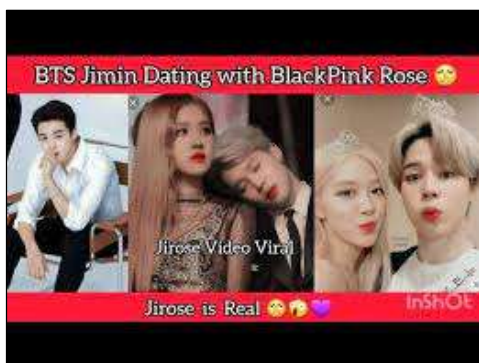 BTS Jimin Dating with BlackPink Rose 🤭
Jirose Video Viral
Jirose is Real 🤭🫣💜
InShOt